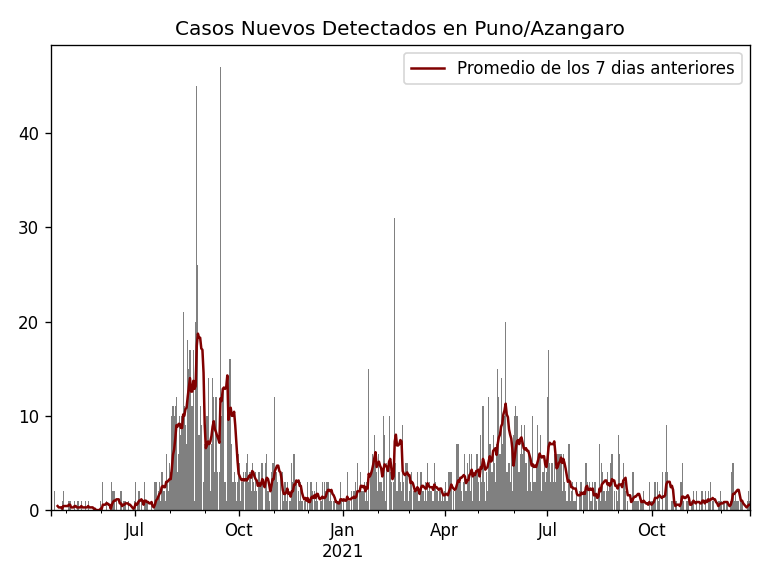 Casos Nuevos Detectados en Puno/Azangaro
Promedio de los 7 dias anteriores
40
30
20
10
0
Jul
Oct
Jan
2021
Apr
Jul
Oct